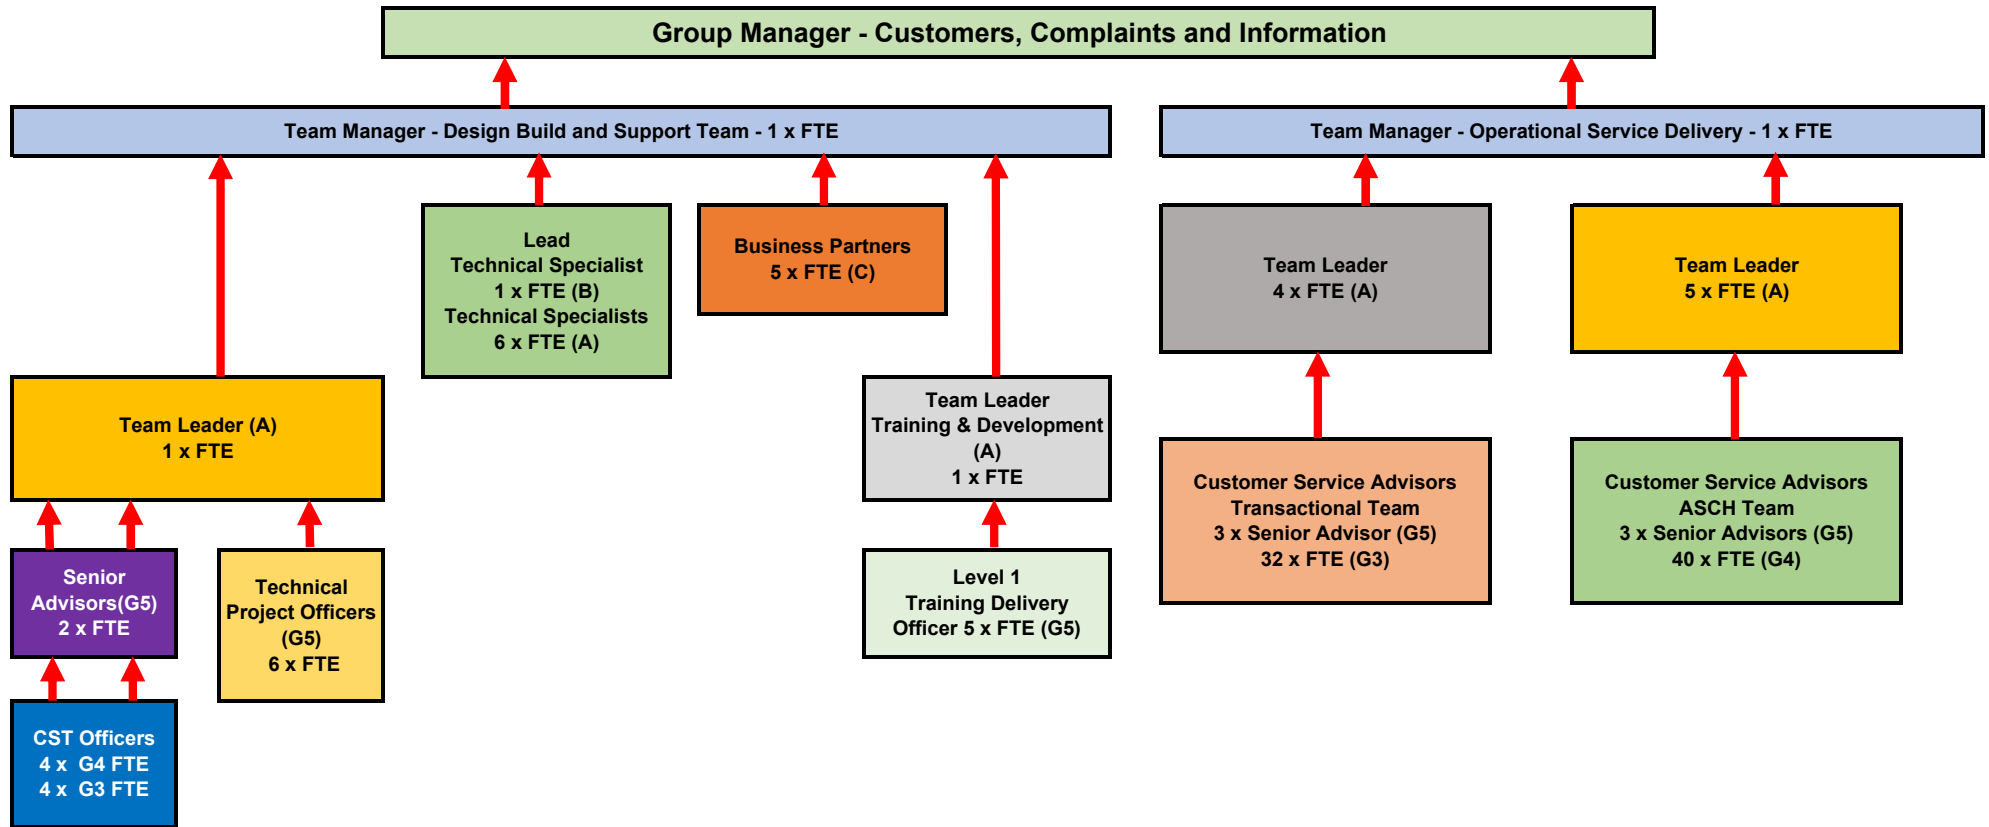 Group Manager - Customers, Complaints and Information
Team Manager - Design Build and Support Team - 1 x FTE
Team Manager - Operational Service Delivery - 1 x FTE
Lead
Technical Specialist
1 x FTE (B)
Technical Specialists
6 x FTE (A)
Business Partners
5 x FTE (C)
Team Leader
4 x FTE (A)
Team Leader
5 x FTE (A)
Team Leader (A)
1 x FTE
Team Leader
Training & Development
(A)
1 x FTE
Customer Service Advisors
Transactional Team
3 x Senior Advisor (G5)
32 x FTE (G3)
Customer Service Advisors
ASCH Team
3 x Senior Advisors (G5)
40 x FTE (G4)
Senior
Advisors(G5)
2 x FTE
Technical
Project Officers
(G5)
6 x FTE
Level 1
Training Delivery
Officer 5 x FTE (G5)
CST Officers
4 x  G4 FTE
4 x  G3 FTE